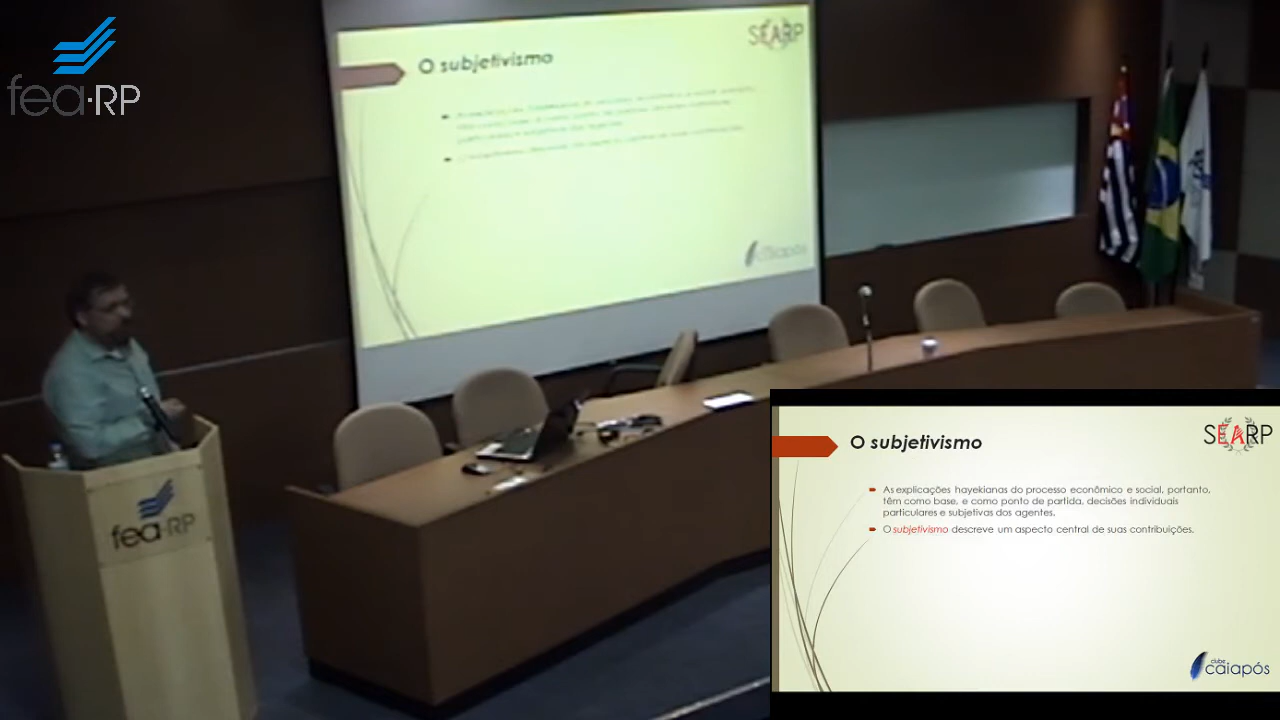 fea-RP
O subjetivismo
SEARP
caiapós
fea-RP
O subjetivismo
SEARP
As explicações hayekianas do processo econômico e social, portanto,
têm como base, e como ponto de partida, decisões individuais
particulares e subjetivas dos agentes.
O subjetivismo descreve um aspecto central de suas contribuições.
clube
caiapós